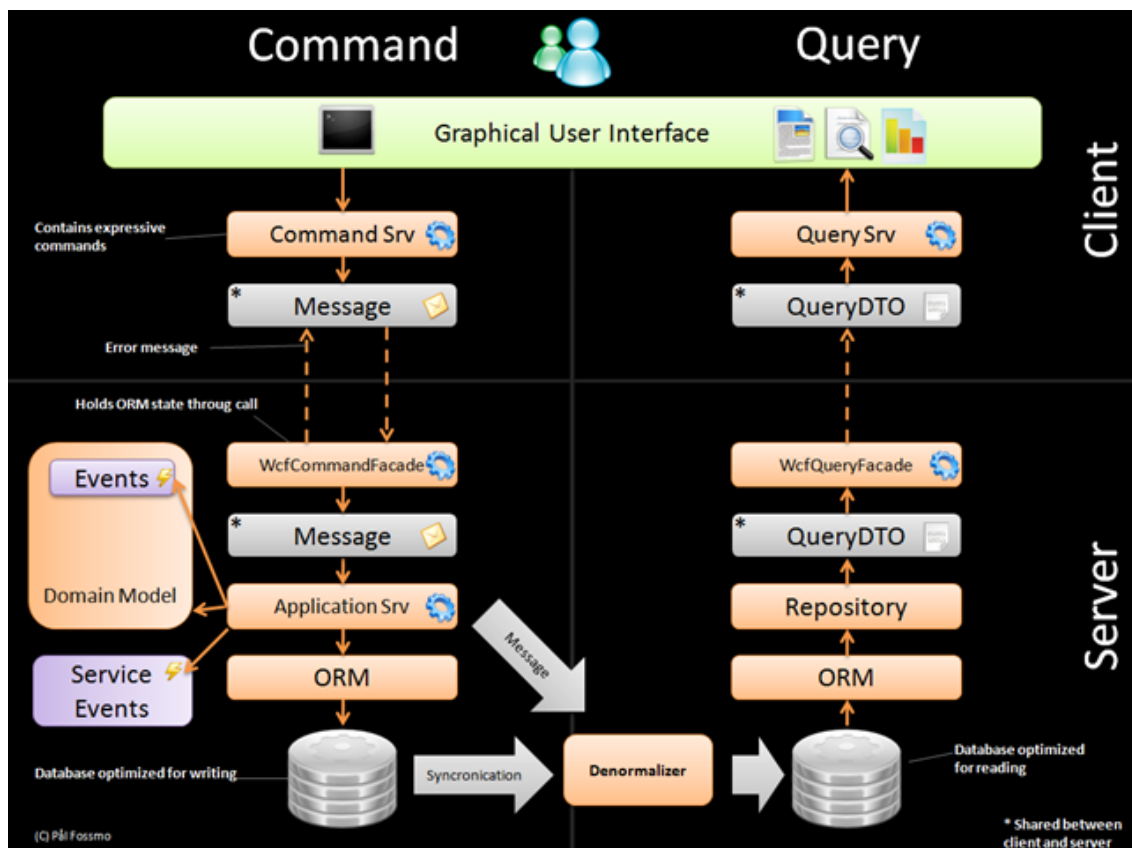 Command
Query
Graphical User Interface
Client
Contains expressive
commands
Command Srv
Query Srv
*
Message
*
QueryDTO
Error message
Holds ORM state throug call
WcfCommandFacade
WcfQueryFacade
Events
*
Message
*
QueryDTO
Server
Domain Model
Application Srv
Repository
Message
Service
Events
ORM
ORM
Database optimized for writing
Syncronication
Denormalizer
Database optimized
for reading
(C) Pål Fossmo
* Shared between
client and server